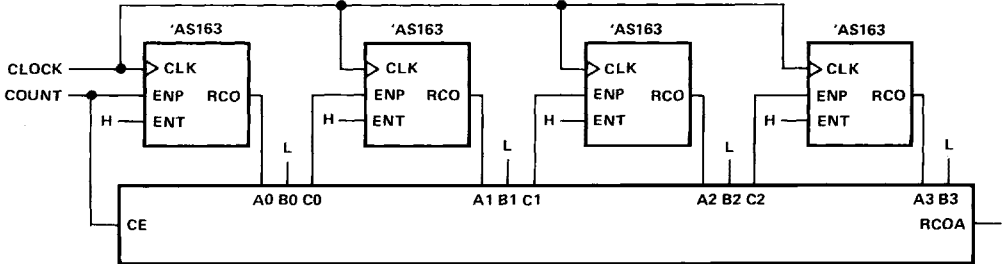 'AS163 'AS163 'AS163 'AS163
CLOCK CLK CLK CLK CLK
COUNT ENP RCO ENP RCO ENP RCO ENP RCO
H ENT H ENT H ENT H ENT
L L L L
A0 B0 C0 A1 B1 C1 A2 B2 C2 A3 B3
CE RCOA